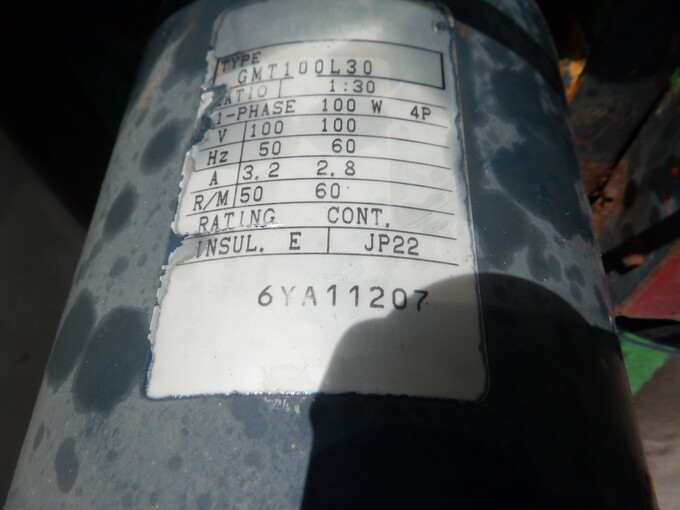 TYPE
GMT100L30
RATIO 1:30
1-PHASE 100 W 4P
V 100 100
Hz 50 60
A 3.2 2.8
R/M 50 60
RATING CONT.
INSUL. E JP22
6YA11207